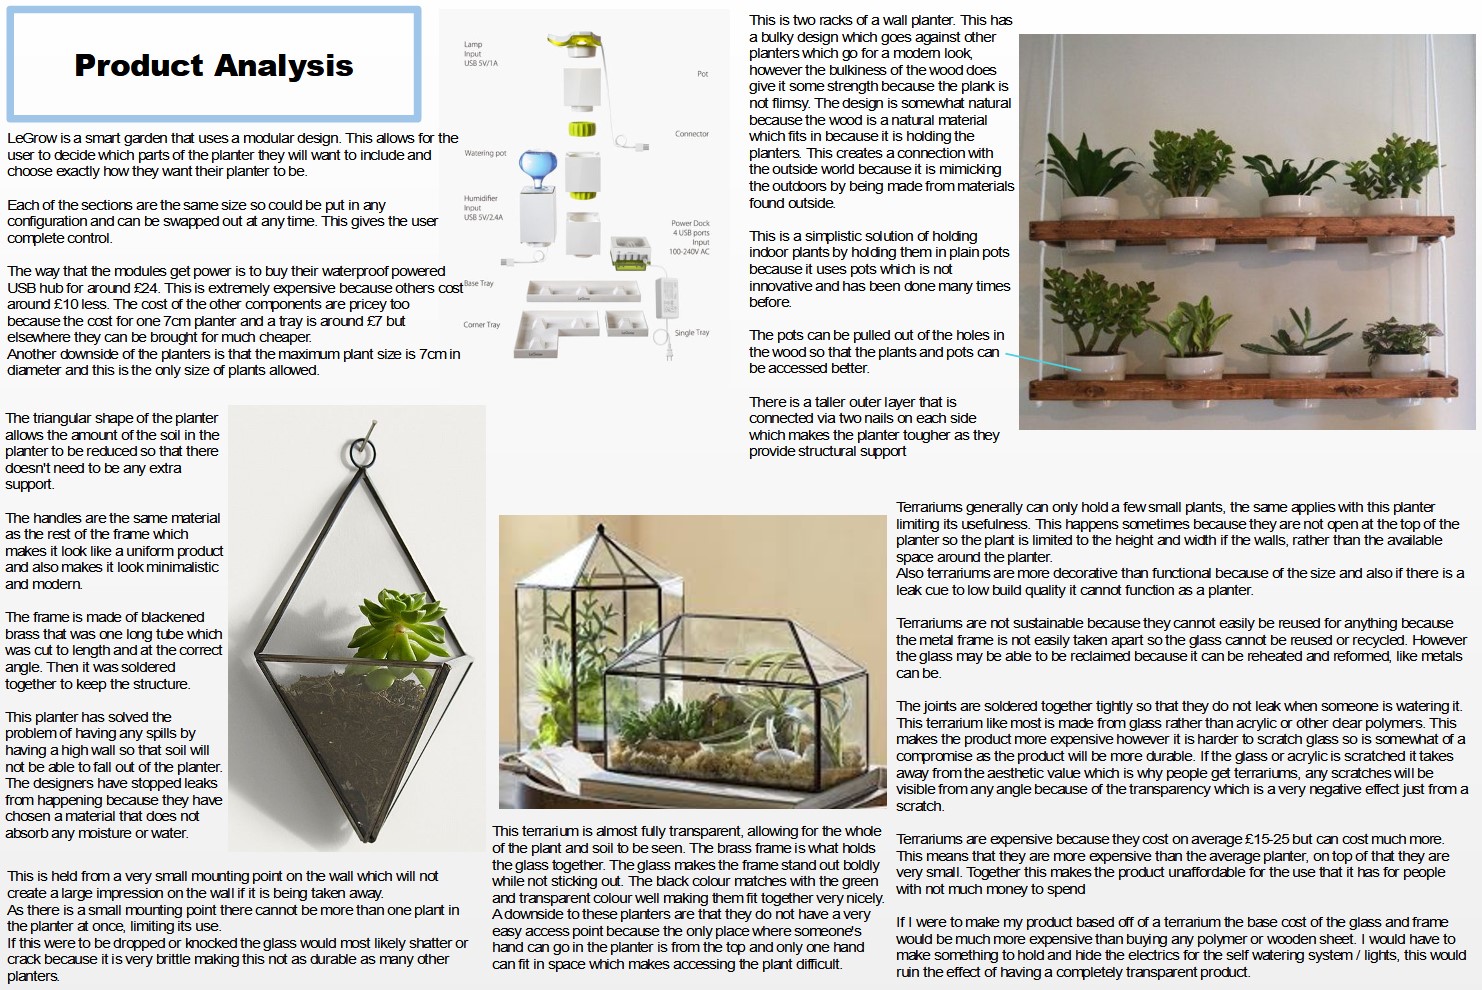 Product Analysis
LeGrow is a smart garden that uses a modular design. This allows for the
user to decide which parts of the planter they will want to include and
choose exactly how they want their planter to be.
Each of the sections are the same size so could be put in any
configuration and can be swapped out at any time. This gives the user
complete control.
The way that the modules get power is to buy their waterproof powered
USB hub for around £24. This is extremely expensive because others cost
around £10 less. The cost of the other components are pricey too
because the cost for one 7cm planter and a tray is around £7 but
elsewhere they can be brought for much cheaper.
Another downside of the planters is that the maximum plant size is 7cm in
diameter and this is the only size of plants allowed.
Lamp
Input
USB 5V/1A
Pot
Connector
Watering pot
Humidifier
Input
USB 5V/2.4A
Power Dock
4 USB ports
Input
100-240V AC
Base Tray
Corner Tray
Single Tray
This is two racks of a wall planter. This has
a bulky design which goes against other
planters which go for a modern look,
however the bulkiness of the wood does
give it some strength because the plank is
not flimsy. The design is somewhat natural
because the wood is a natural material
which fits in because it is holding the
planters. This creates a connection with
the outside world because it is mimicking
the outdoors by being made from materials
found outside.
This is a simplistic solution of holding
indoor plants by holding them in plain pots
because it uses pots which is not
innovative and has been done many times
before.
The pots can be pulled out of the holes in
the wood so that the plants and pots can
be accessed better.
There is a taller outer layer that is
connected via two nails on each side
which makes the planter tougher as they
provide structural support
The triangular shape of the planter
allows the amount of the soil in the
planter to be reduced so that there
doesn't need to be any extra
support.
The handles are the same material
as the rest of the frame which
makes it look like a uniform product
and also makes it look minimalistic
and modern.
The frame is made of blackened
brass that was one long tube which
was cut to length and at the correct
angle. Then it was soldered
together to keep the structure.
This planter has solved the
problem of having any spills by
having a high wall so that soil will
not be able to fall out of the planter.
The designers have stopped leaks
from happening because they have
chosen a material that does not
absorb any moisture or water.
This is held from a very small mounting point on the wall which will not
create a large impression on the wall if it is being taken away.
As there is a small mounting point there cannot be more than one plant in
the planter at once, limiting its use.
If this were to be dropped or knocked the glass would most likely shatter or
crack because it is very brittle making this not as durable as many other
planters.
This terrarium is almost fully transparent, allowing for the whole
of the plant and soil to be seen. The brass frame is what holds
the glass together. The glass makes the frame stand out boldly
while not sticking out. The black colour matches with the green
and transparent colour well making them fit together very nicely.
A downside to these planters are that they do not have a very
easy access point because the only place where someone's
hand can go in the planter is from the top and only one hand
can fit in space which makes accessing the plant difficult.
Terrariums generally can only hold a few small plants, the same applies with this planter
limiting its usefulness. This happens sometimes because they are not open at the top of the
planter so the plant is limited to the height and width if the walls, rather than the available
space around the planter.
Also terrariums are more decorative than functional because of the size and also if there is a
leak cue to low build quality it cannot function as a planter.
Terrariums are not sustainable because they cannot easily be reused for anything because
the metal frame is not easily taken apart so the glass cannot be reused or recycled. However
the glass may be able to be reclaimed because it can be reheated and reformed, like metals
can be.
The joints are soldered together tightly so that they do not leak when someone is watering it.
This terrarium like most is made from glass rather than acrylic or other clear polymers. This
makes the product more expensive however it is harder to scratch glass so is somewhat of a
compromise as the product will be more durable. If the glass or acrylic is scratched it takes
away from the aesthetic value which is why people get terrariums, any scratches will be
visible from any angle because of the transparency which is a very negative effect just from a
scratch.
Terrariums are expensive because they cost on average £15-25 but can cost much more.
This means that they are more expensive than the average planter, on top of that they are
very small. Together this makes the product unaffordable for the use that it has for people
with not much money to spend
If I were to make my product based off of a terrarium the base cost of the glass and frame
would be much more expensive than buying any polymer or wooden sheet. I would have to
make something to hold and hide the electrics for the self watering system / lights, this would
ruin the effect of having a completely transparent product.